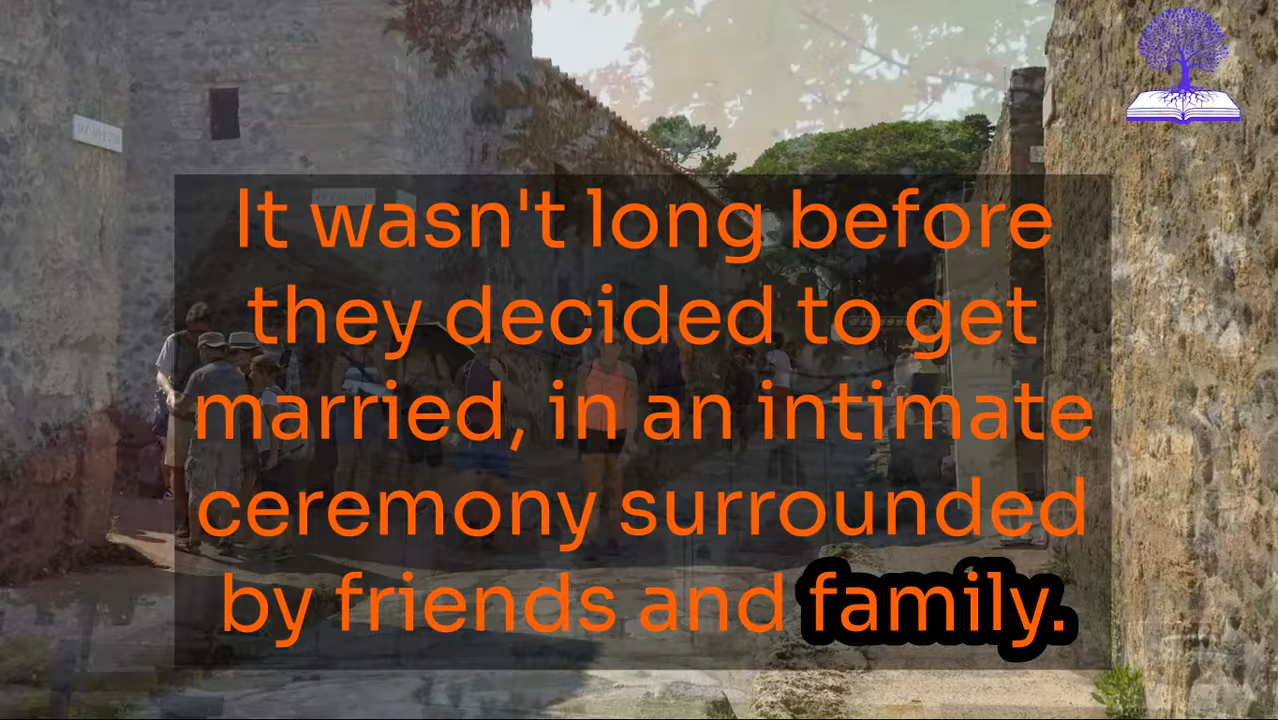 It wasn't long before
they decided to get
married, in an intimate
ceremony surrounded
by friends and family.